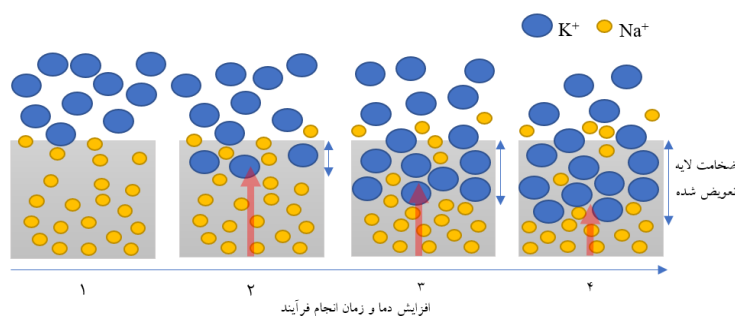 K+ Na+
ضخامت لایه
تعویض شده
۱ ۲ ۳ ۴
افزایش دما و زمان انجام فرآیند